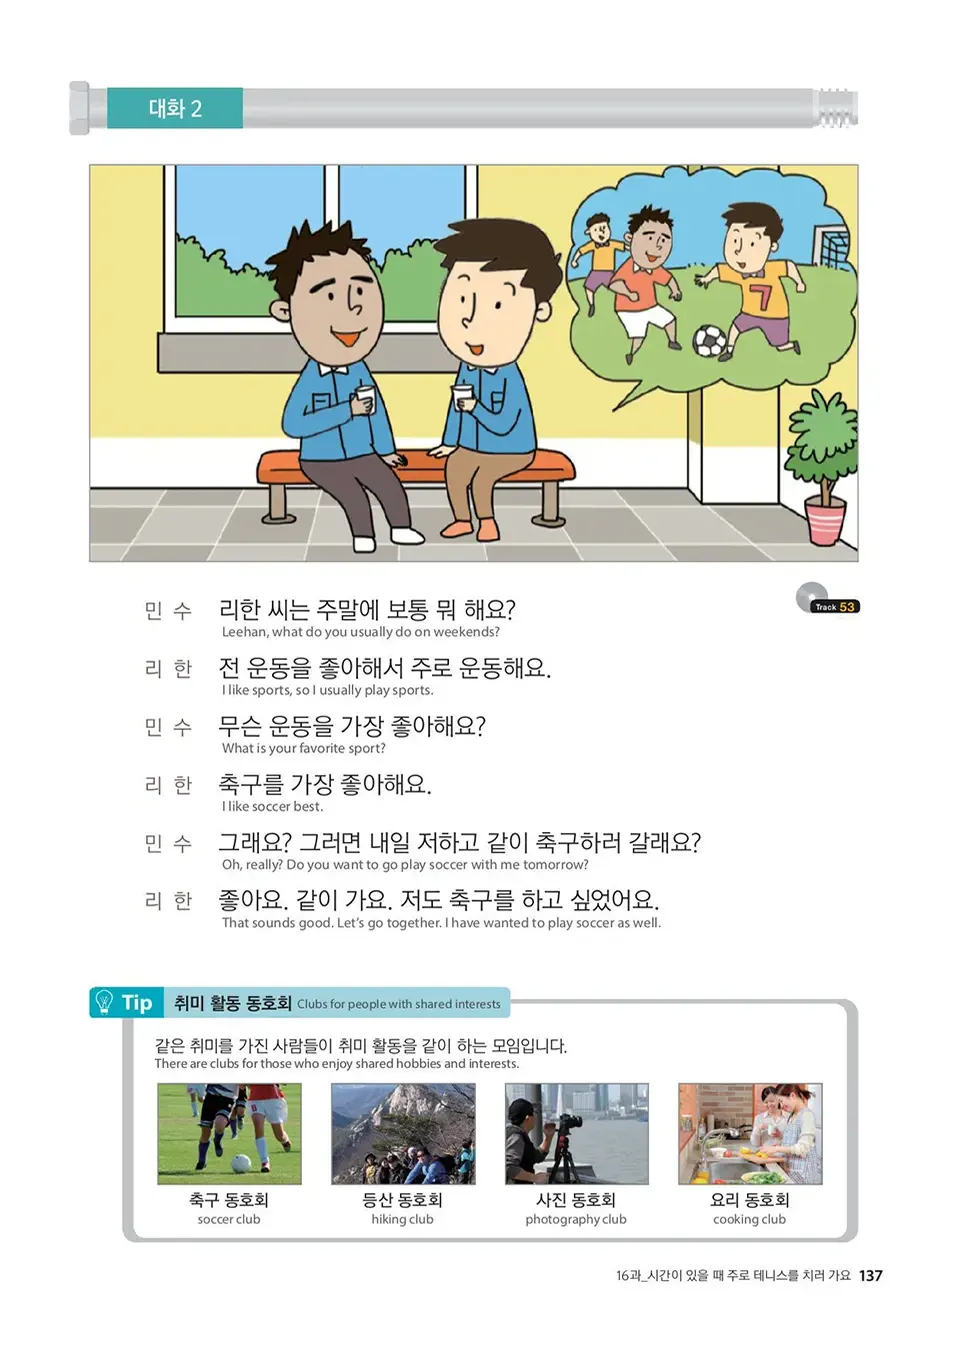 대화 2
7
민 수 리한 씨는 주말에 보통 뭐 해요?
Leehan, what do you usually do on weekends?
Track 53
리 한 전 운동을 좋아해서 주로 운동해요.
I like sports, so I usually play sports.
민 수 무슨 운동을 가장 좋아해요?
What is your favorite sport?
리 한 축구를 가장 좋아해요.
I like soccer best.
민 수 그래요? 그러면 내일 저하고 같이 축구하러 갈래요?
Oh, really? Do you want to go play soccer with me tomorrow?
리 한 좋아요. 같이 가요. 저도 축구를 하고 싶었어요.
That sounds good. Let's go together. I have wanted to play soccer as well.
Tip 취미 활동 동호회 Clubs for people with shared interests
같은 취미를 가진 사람들이 취미 활동을 같이 하는 모임입니다.
There are clubs for those who enjoy shared hobbies and interests.
축구 동호회 등산 동호회 사진 동호회 요리 동호회
soccer club hiking club photography club cooking club
16과_시간이 있을 때 주로 테니스를 치러 가요 137